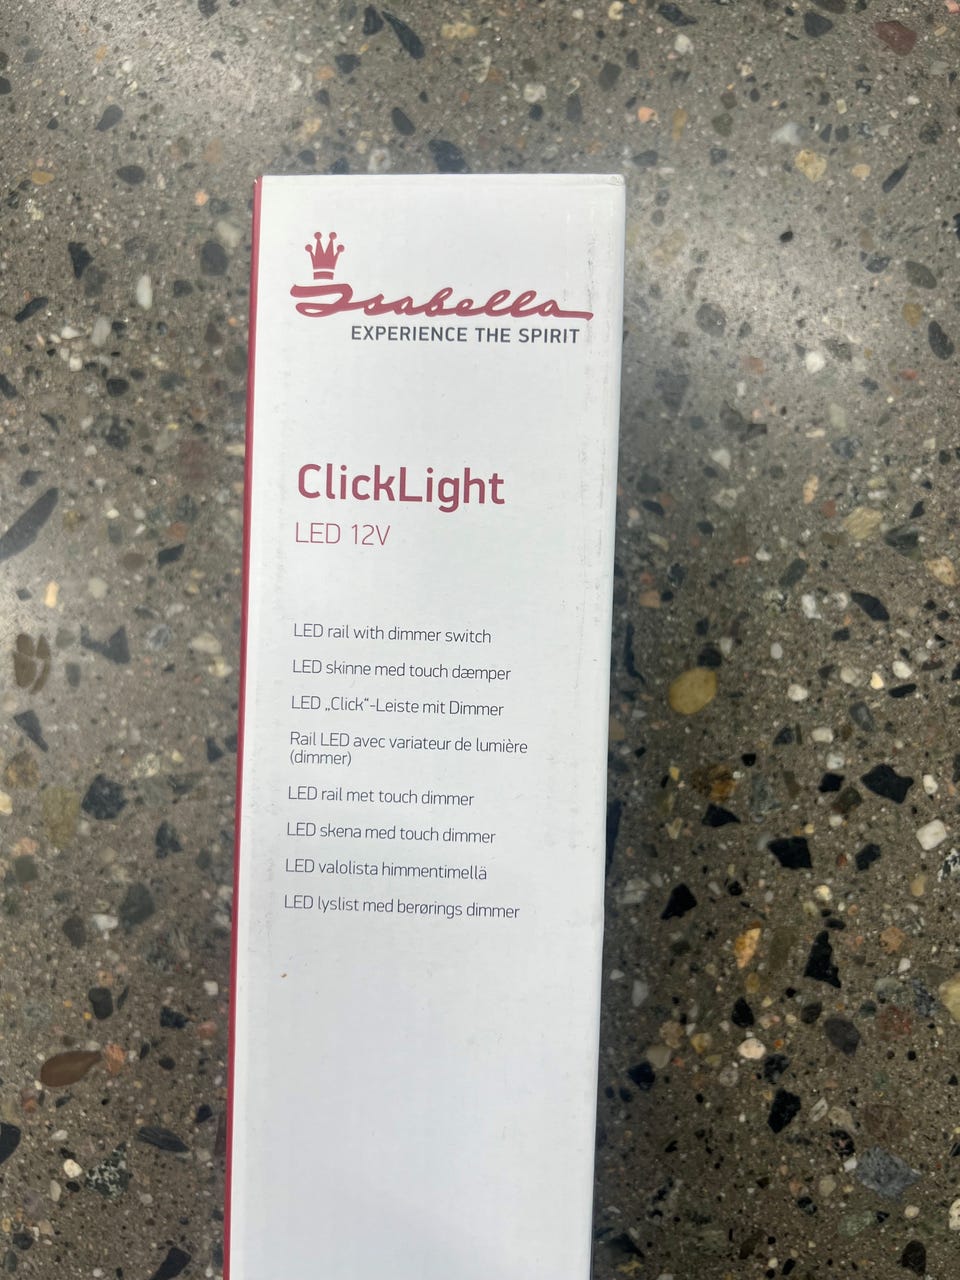 Isabella
EXPERIENCE THE SPIRIT
ClickLight
LED 12V
LED rail with dimmer switch
LED skinne med touch dæmper
LED „Click“-Leiste mit Dimmer
Rail LED avec variateur de lumière
(dimmer)
LED rail met touch dimmer
LED skena med touch dimmer
LED valolista himmentimellä
LED lyslist med berørings dimmer